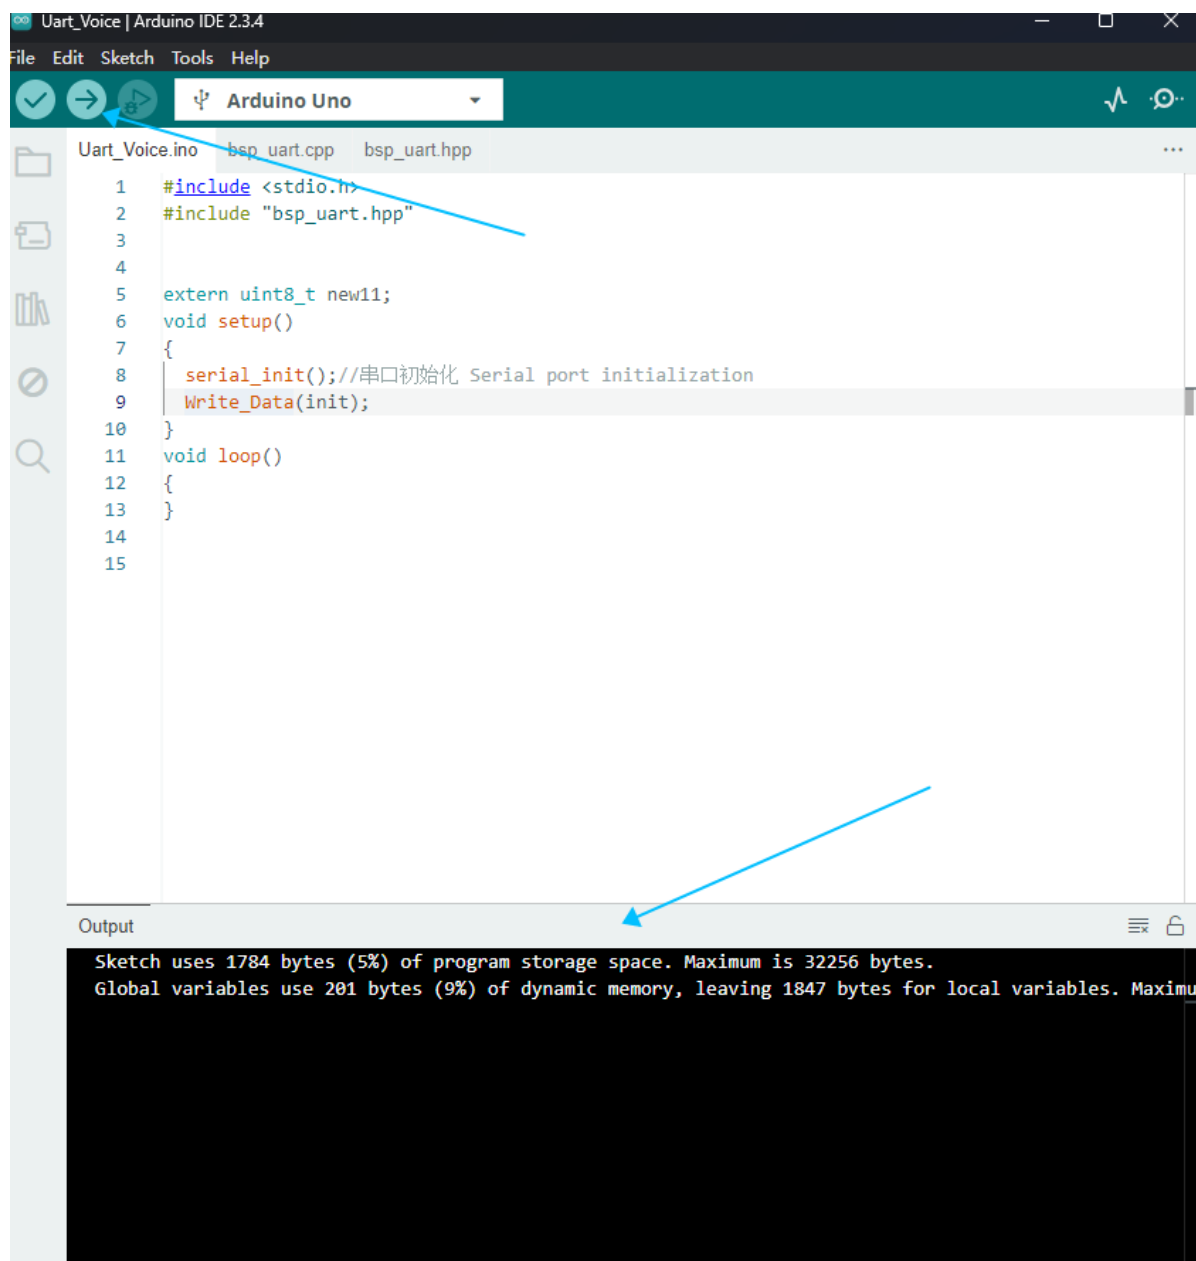 Uart_Voice | Arduino IDE 2.3.4
File Edit Sketch Tools Help
Arduino Uno
Uart_Voice.ino bsp_uart.cpp bsp_uart.hpp
1 #include <stdio.h>
2 #include "bsp_uart.hpp"
3
4
5 extern uint8_t new11;
6 void setup()
7 {
8 serial_init();//串口初始化 Serial port initialization
9 Write_Data(init);
10 }
11 void loop()
12 {
13 }
14
15
Output
Sketch uses 1784 bytes (5%) of program storage space. Maximum is 32256 bytes.
Global variables use 201 bytes (9%) of dynamic memory, leaving 1847 bytes for local variables. Maximu